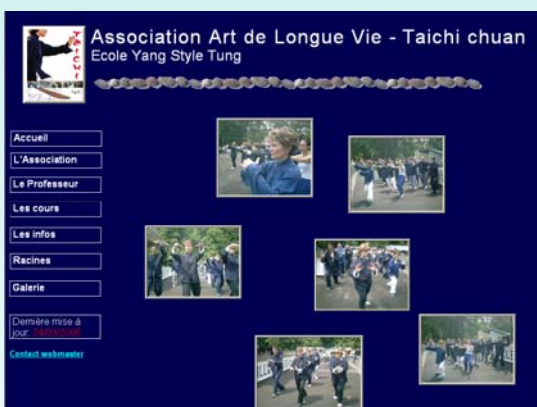 Association Art de Longue Vie - Taichi chuan
Ecole Yang Style Tung
Taichi
Accueil
L'Association
Le Professeur
Les cours
Les infos
Racines
Galerie
Dernière mise à
jour:
Contact webmaster